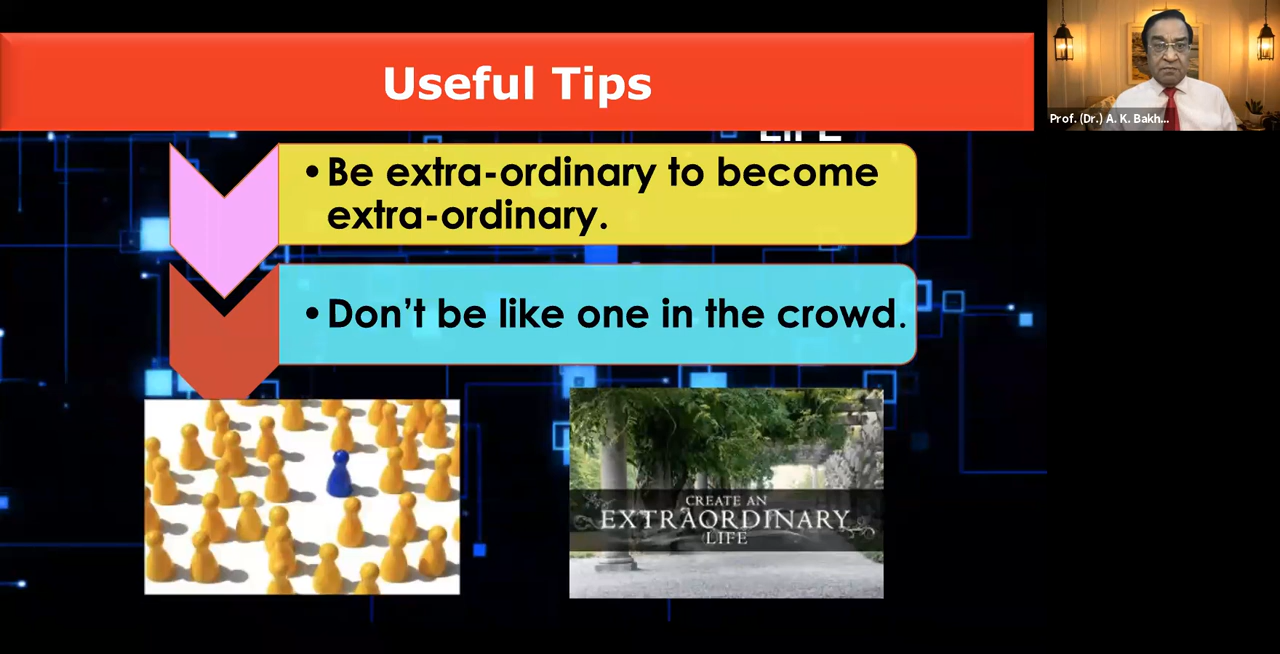 Useful Tips
Prof. (Dr.) A. K. Bakh...
LIFE
•Be extra-ordinary to become
extra-ordinary.
•Don’t be like one in the crowd.
CREATE AN
EXTRAORDINARY
LIFE